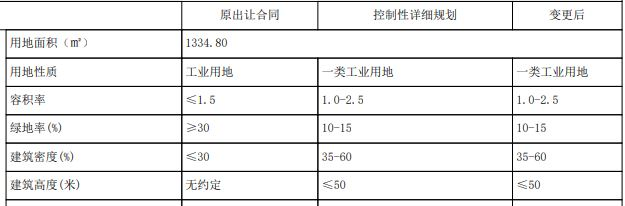 原出让合同 控制性详细规划 变更后
用地面积（㎡） 1334.80
用地性质 工业用地 一类工业用地 一类工业用地
容积率 ≤1.5 1.0-2.5 1.0-2.5
绿地率(%) ≥30 10-15 10-15
建筑密度(%) ≤30 35-60 35-60
建筑高度(米) 无约定 ≤50 ≤50